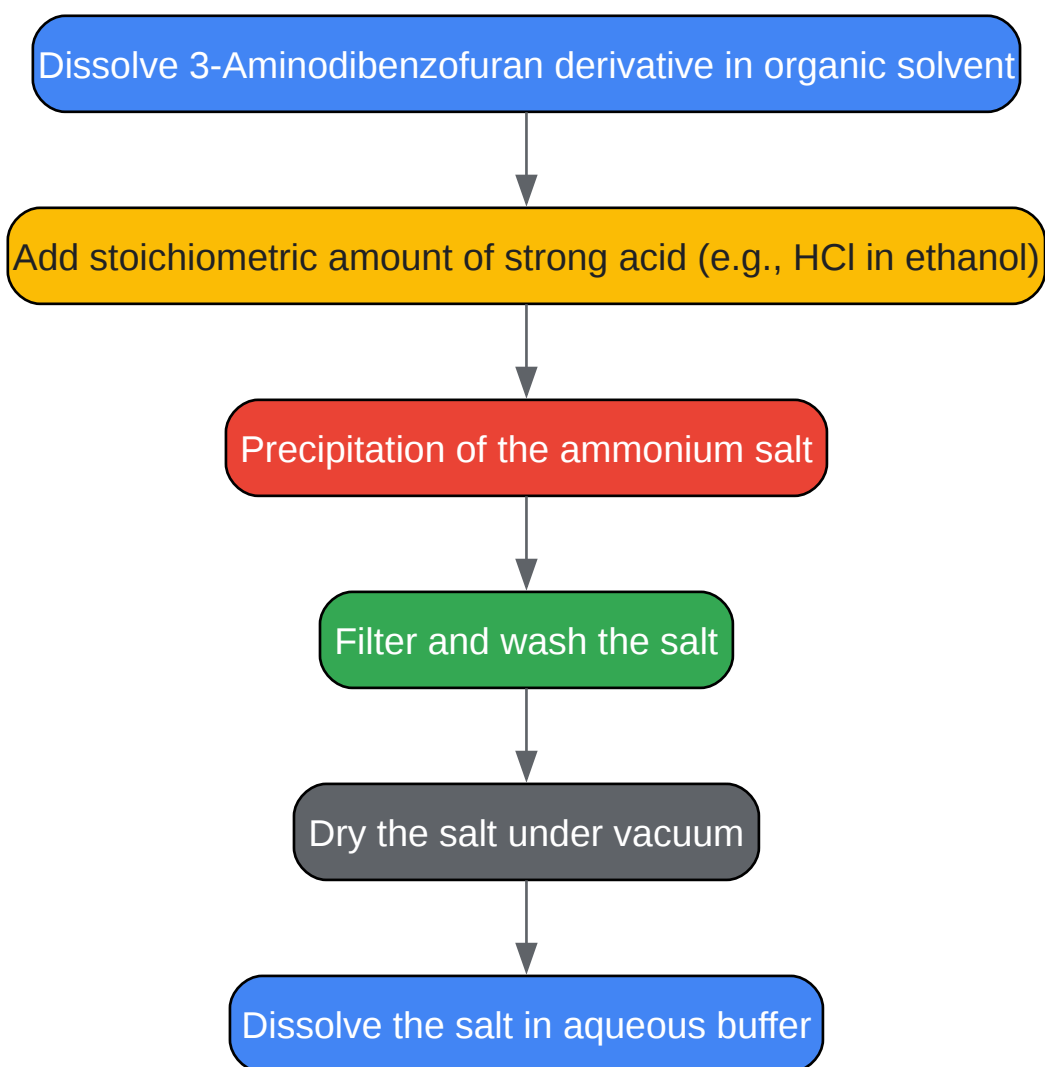 Dissolve 3-Aminodibenzofuran derivative in organic solvent
Add stoichiometric amount of strong acid (e.g., HCl in ethanol)
Precipitation of the ammonium salt
Filter and wash the salt
Dry the salt under vacuum
Dissolve the salt in aqueous buffer